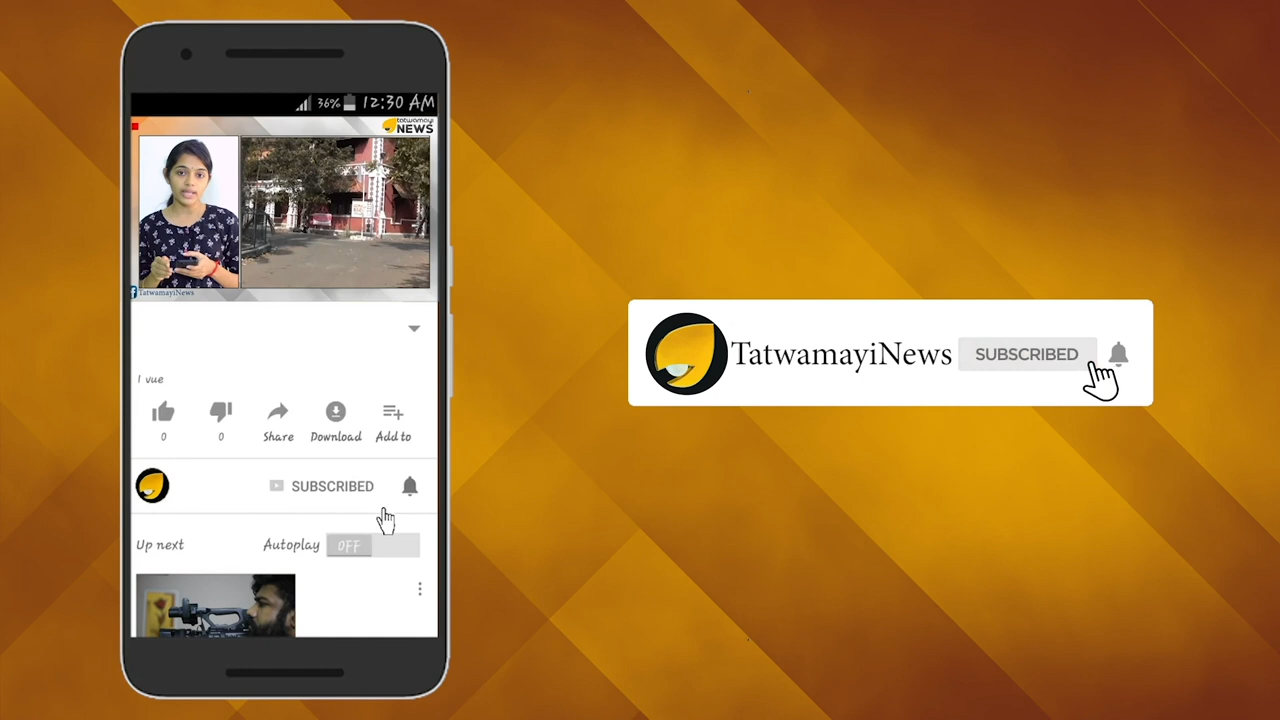 36% 12:30 AM
tatwamayi
NEWS
TatwamayiNews
1 vue
0 0 Share Download Add to
SUBSCRIBED
Up next Autoplay OFF
TatwamayiNews SUBSCRIBED